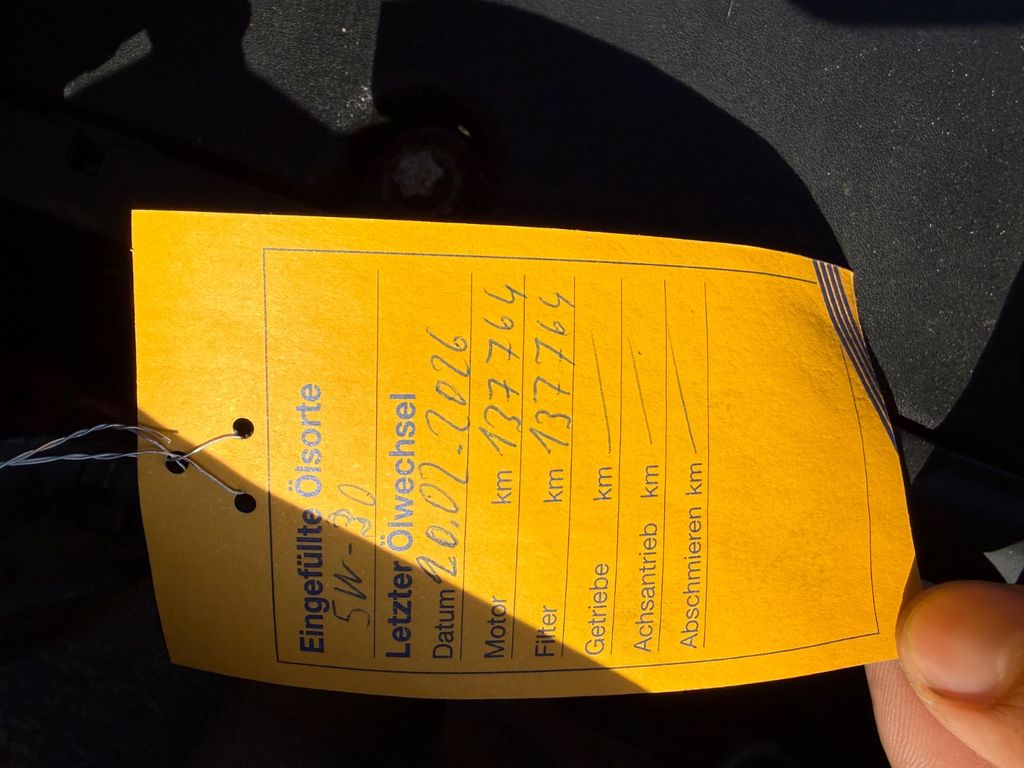 Eingefüllte Ölsorte
5W-30
Letzter Ölwechsel
Datum 20.02.2026
Motor km 137764
Filter km 137764
Getriebe km —
Achsantrieb km —
Abschmieren km —